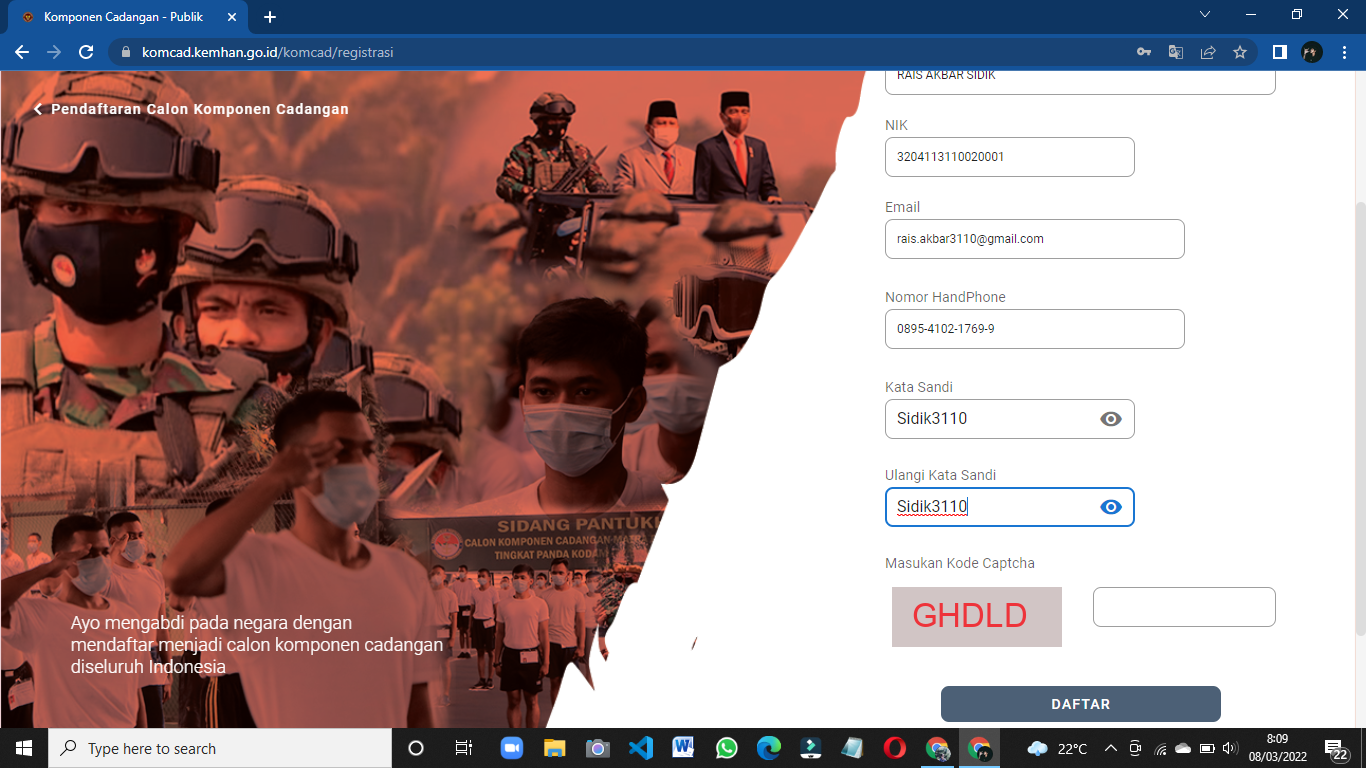 Komponen Cadangan - Publik
komcad.kemhan.go.id/komcad/registrasi
Pendaftaran Calon Komponen Cadangan
SIDANG PANTUKHI
CALON KOMPONEN CADANGAN MATRA
TINGKAT PANDA KODAM
Ayo mengabdi pada negara dengan
mendaftar menjadi calon komponen cadangan
diseluruh Indonesia
RAIS AKBAR SIDIK
NIK
3204113110020001
Email
rais.akbar3110@gmail.com
Nomor HandPhone
0895-4102-1769-9
Kata Sandi
Sidik3110
Ulangi Kata Sandi
Sidik3110
Masukan Kode Captcha
GHDLD
DAFTAR
Type here to search
22°C
8:09
08/03/2022
22